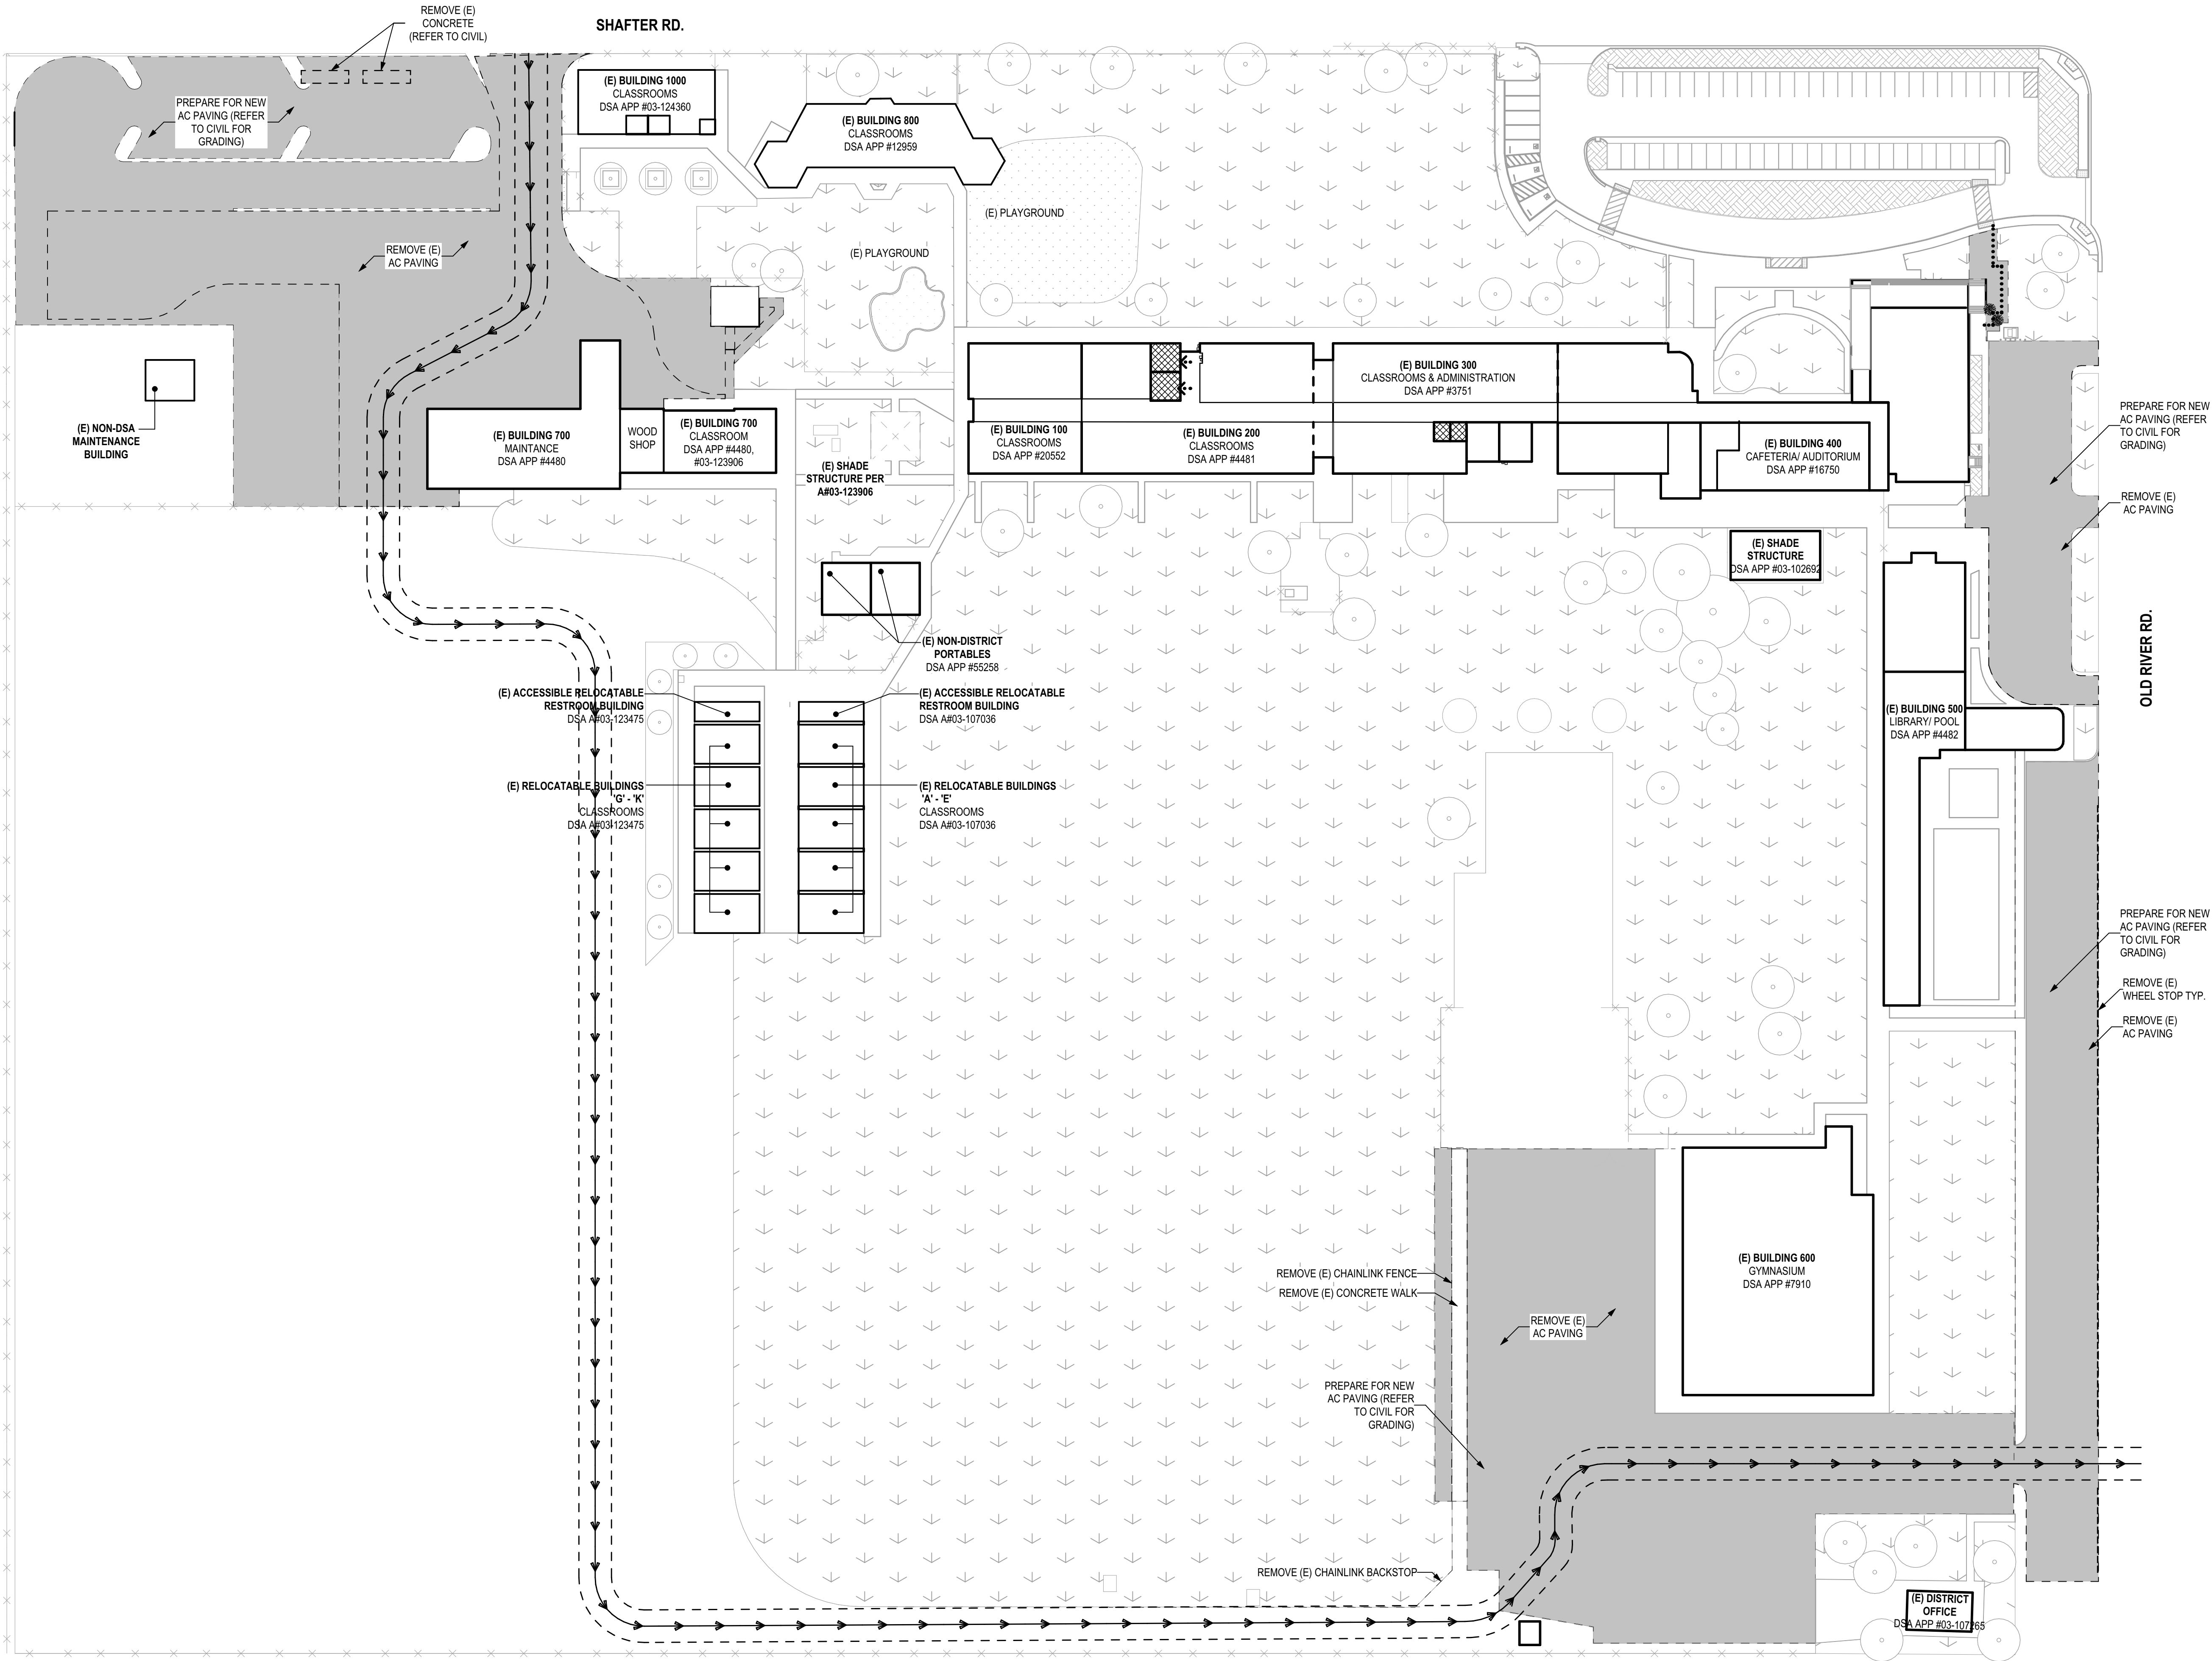 REMOVE (E)
CONCRETE
(REFER TO CIVIL)
SHAFTER RD.
PREPARE FOR NEW
AC PAVING (REFER
TO CIVIL FOR
GRADING)
(E) BUILDING 1000
CLASSROOMS
DSA APP #03-124360
(E) BUILDING 800
CLASSROOMS
DSA APP #12959
(E) PLAYGROUND
(E) PLAYGROUND
REMOVE (E)
AC PAVING
(E) NON-DSA
MAINTENANCE
BUILDING
(E) BUILDING 700
MAINTANCE
DSA APP #4480
WOOD
SHOP
(E) BUILDING 700
CLASSROOM
DSA APP #4480,
#03-123906
(E) SHADE
STRUCTURE PER
A#03-123906
(E) BUILDING 100
CLASSROOMS
DSA APP #20552
(E) BUILDING 200
CLASSROOMS
DSA APP #4481
(E) BUILDING 300
CLASSROOMS & ADMINISTRATION
DSA APP #3751
(E) BUILDING 400
CAFETERIA/ AUDITORIUM
DSA APP #16750
PREPARE FOR NEW
AC PAVING (REFER
TO CIVIL FOR
GRADING)
REMOVE (E)
AC PAVING
(E) SHADE
STRUCTURE
DSA APP #03-102692
OLD RIVER RD.
(E) NON-DISTRICT
PORTABLES
DSA APP #55258
(E) ACCESSIBLE RELOCATABLE
RESTROOM BUILDING
DSA A#03-123475
(E) ACCESSIBLE RELOCATABLE
RESTROOM BUILDING
DSA A#03-107036
(E) BUILDING 500
LIBRARY/ POOL
DSA APP #4482
(E) RELOCATABLE BUILDINGS
'G' - 'K'
CLASSROOMS
DSA A#03-123475
(E) RELOCATABLE BUILDINGS
'A' - 'E'
CLASSROOMS
DSA A#03-107036
PREPARE FOR NEW
AC PAVING (REFER
TO CIVIL FOR
GRADING)
REMOVE (E)
WHEEL STOP TYP.
REMOVE (E)
AC PAVING
REMOVE (E) CHAINLINK FENCE
REMOVE (E) CONCRETE WALK
(E) BUILDING 600
GYMNASIUM
DSA APP #7910
REMOVE (E)
AC PAVING
PREPARE FOR NEW
AC PAVING (REFER
TO CIVIL FOR
GRADING)
REMOVE (E) CHAINLINK BACKSTOP
(E) DISTRICT
OFFICE
DSA APP #03-107265